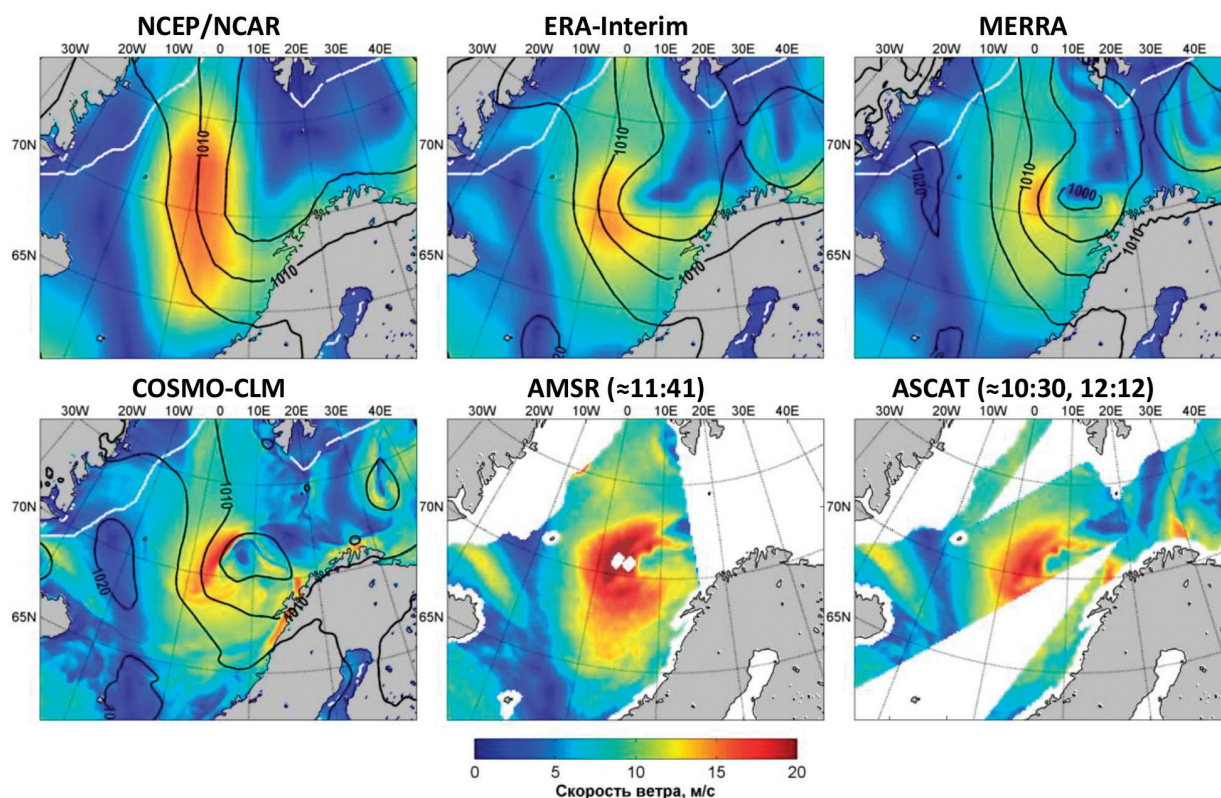 NCEP/NCAR ERA-Interim MERRA
30W 20W 10W 0 10E 20E 30E 40E 30W 20W 10W 0 10E 20E 30E 40E 30W 20W 10W 0 10E 20E 30E 40E
70N 1010 70N 1010 70N 1020 1010 1000
65N 1010 65N 1010 65N 1010
COSMO-CLM AMSR (≈11:41) ASCAT (≈10:30, 12:12)
30W 20W 10W 0 10E 20E 30E 40E 30W 20W 10W 0 10E 20E 30E 40E 30W 20W 10W 0 10E 20E 30E 40E
70N 1010 1020 70N 70N
65N 1010 65N 65N
0 5 10 15 20
Скорость ветра, м/с